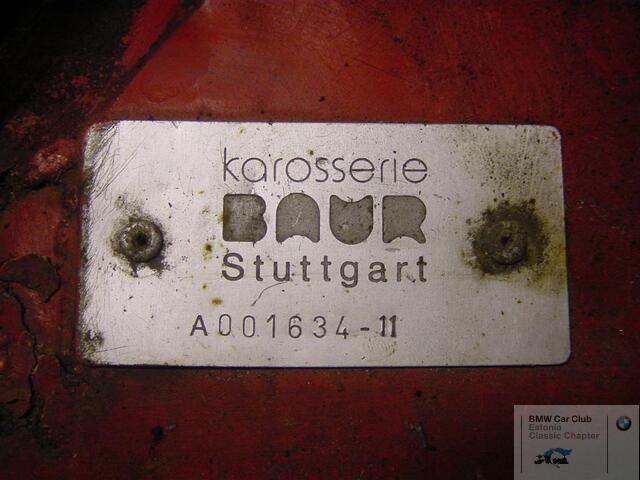 karosserie
BAUR
Stuttgart
A001634-11
BMW Car Club
Estonia
Classic Chapter